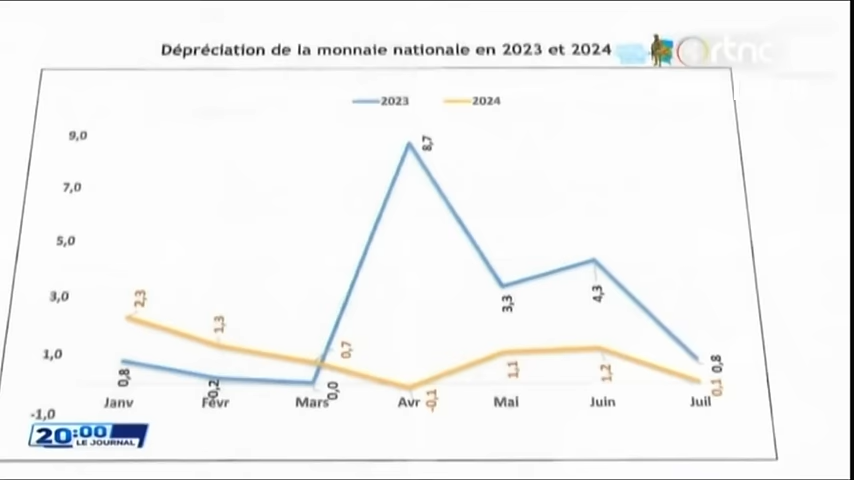 Dépréciation de la monnaie nationale en 2023 et 2024
rtnc
2023
2024
9,0
7,0
5,0
3,0
1,0
-1,0
2,3
1,3
0,7
-0,1
1,1
1,2
0,1
0,8
0,2
0,0
8,7
3,3
4,3
0,8
Janv
Févr
Mars
Avr
Mai
Juin
Juil
20:00
LE JOURNAL